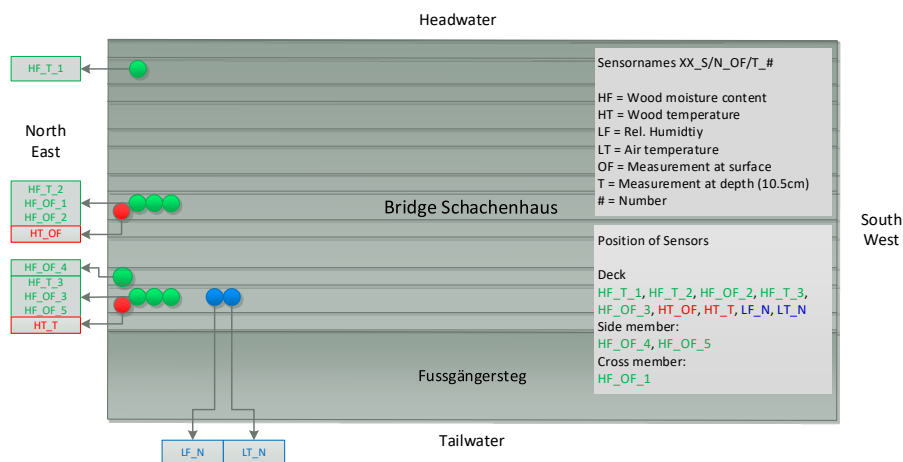 Headwater
HF_T_1
North
East
HF_T_2
HF_OF_1
HF_OF_2
HT_OF
HF_OF_4
HF_T_3
HF_OF_3
HF_OF_5
HT_T
Bridge Schachenhaus
Fussgängersteg
Sensornames XX_S/N_OF/T_#
HF = Wood moisture content
HT = Wood temperature
LF = Rel. Humidtiy
LT = Air temperature
OF = Measurement at surface
T = Measurement at depth (10.5cm)
# = Number
Position of Sensors
Deck
HF_T_1, HF_T_2, HF_OF_2, HF_T_3,
HF_OF_3, HT_OF, HT_T, LF_N, LT_N
Side member:
HF_OF_4, HF_OF_5
Cross member:
HF_OF_1
South
West
Tailwater
LF_N
LT_N